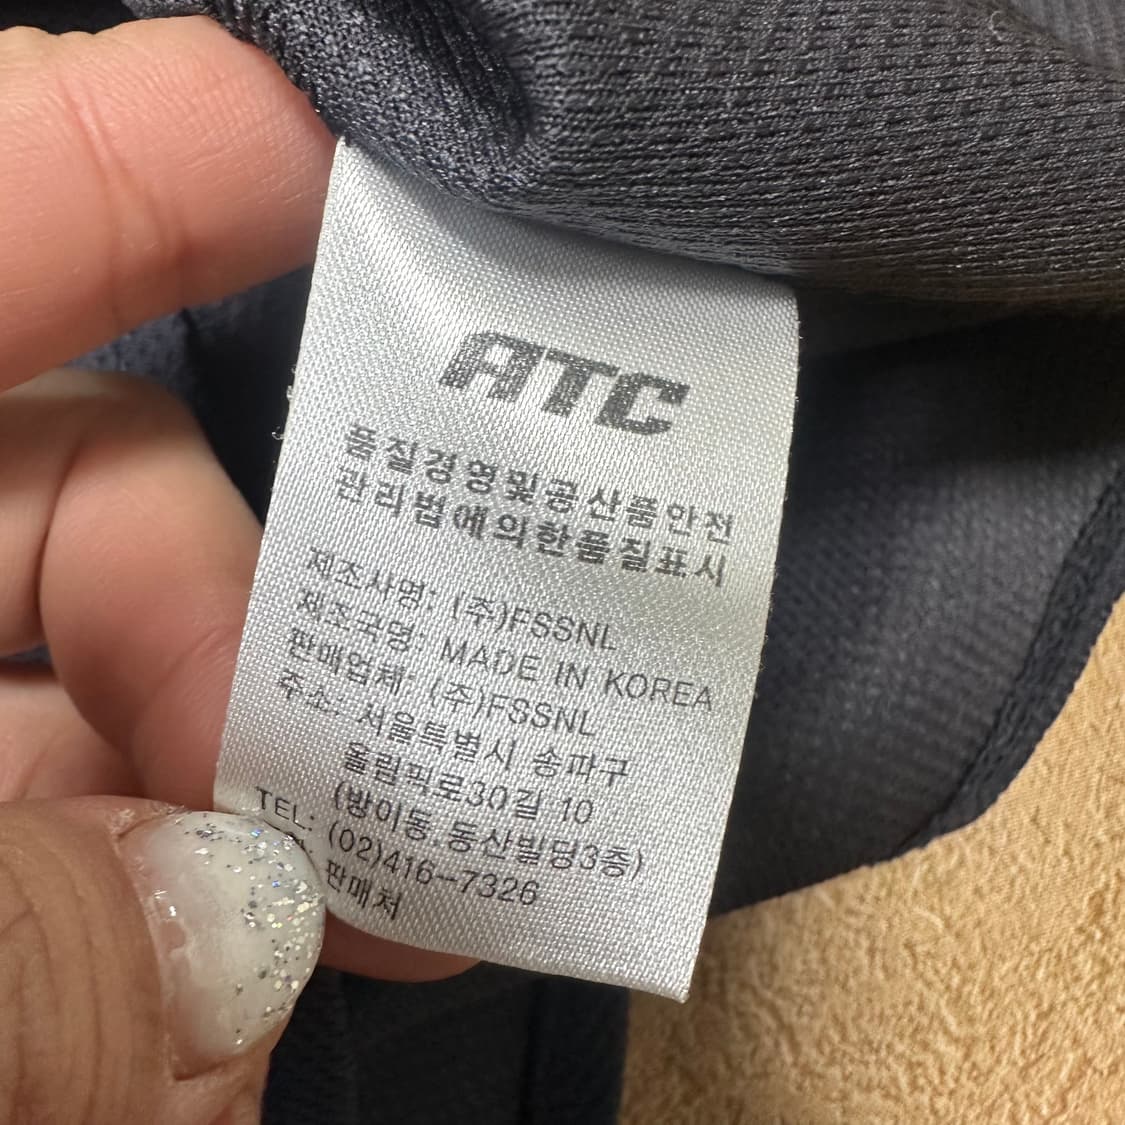 ATC
품질경영및공산품안전
관리법에의한품질표시
제조사명: (주)FSSNL
제조국명: MADE IN KOREA
판매업체: (주)FSSNL
주소: 서울특별시 송파구
올림픽로30길 10
(방이동,동산빌딩3층)
TEL: (02)416-7326
판매처